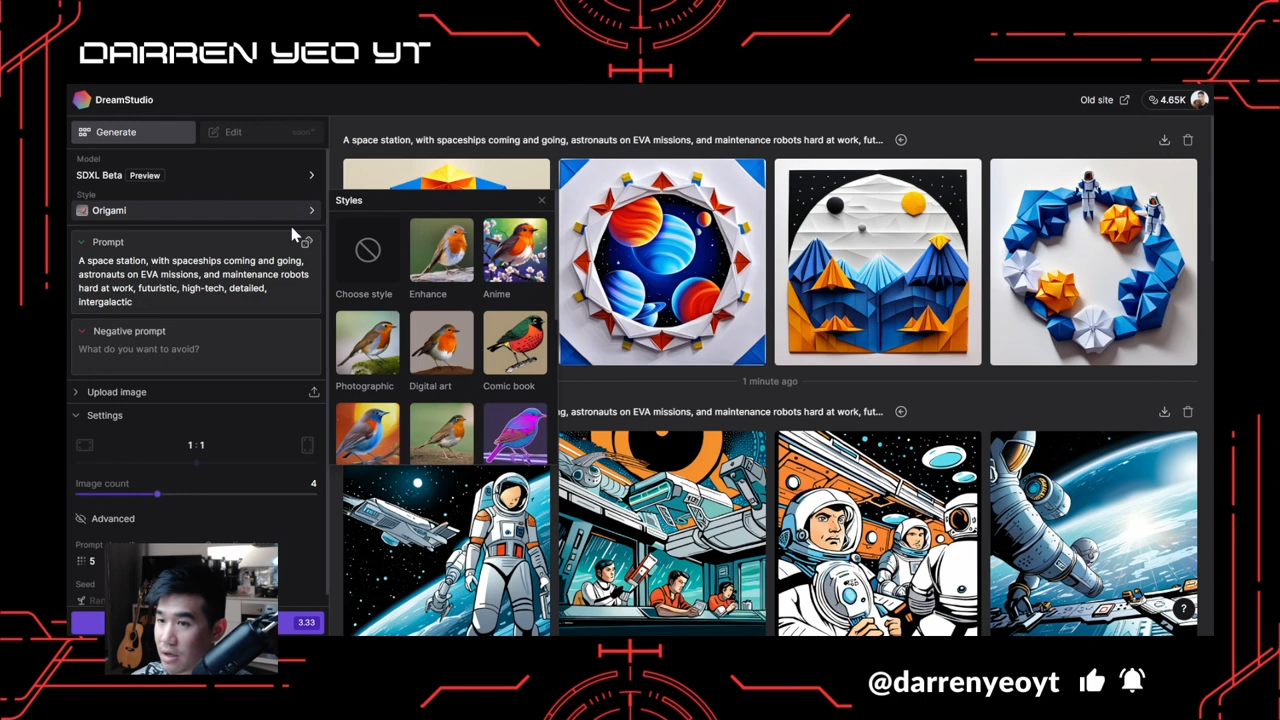 DARREN YEO YT
DreamStudio
Old site
4.65K
Generate
Edit
soon™
Model
SDXL Beta Preview
Style
Origami
Prompt
A space station, with spaceships coming and going,
astronauts on EVA missions, and maintenance robots
hard at work, futuristic, high-tech, detailed,
intergalactic
Negative prompt
What do you want to avoid?
Upload image
Settings
1 : 1
Image count
4
Advanced
5
Seed
3.33
Styles
Choose style
Enhance
Anime
Photographic
Digital art
Comic book
A space station, with spaceships coming and going, astronauts on EVA missions, and maintenance robots hard at work, fut...
1 minute ago
ng, astronauts on EVA missions, and maintenance robots hard at work, fut...
?
@darrenyeoyt